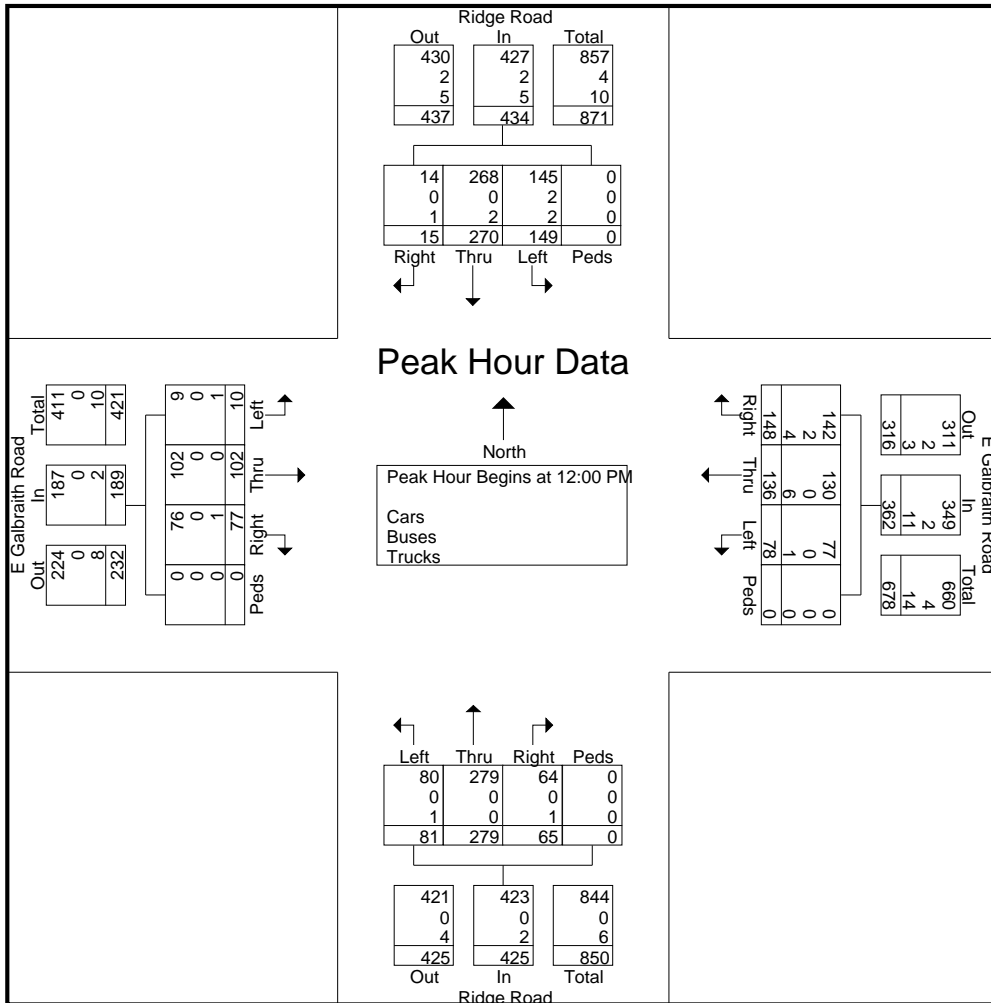 Ridge Road
Out In Total
430 427 857
2 2 4
5 5 10
437 434 871
14 268 145 0
0 0 2 0
1 2 2 0
15 270 149 0
Right Thru Left Peds
Peak Hour Data
North
Peak Hour Begins at 12:00 PM
Cars
Buses
Trucks
E Galbraith Road
Out In Total
224 187 411
0 0 0
8 2 10
232 189 421
0 76 102 9
0 0 0 0
0 1 0 1
0 77 102 10
Peds Right Thru Left
E Galbraith Road
Out In Total
311 349 660
2 2 4
3 11 14
316 362 678
142 130 77 0
2 0 0 0
4 6 1 0
148 136 78 0
Right Thru Left Peds
Left Thru Right Peds
80 279 64 0
0 0 0 0
1 0 1 0
81 279 65 0
421 423 844
0 0 0
4 2 6
425 425 850
Out In Total
Ridge Road